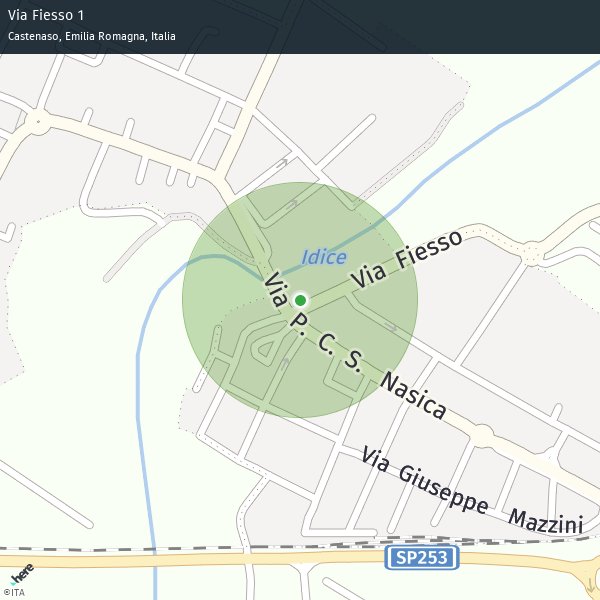 Via Fiesso 1
Castenaso, Emilia Romagna, Italia
Idice
Via Fiesso
Via P. C. S. Nasica
Via Giuseppe Mazzini
SP253
here
©ITA